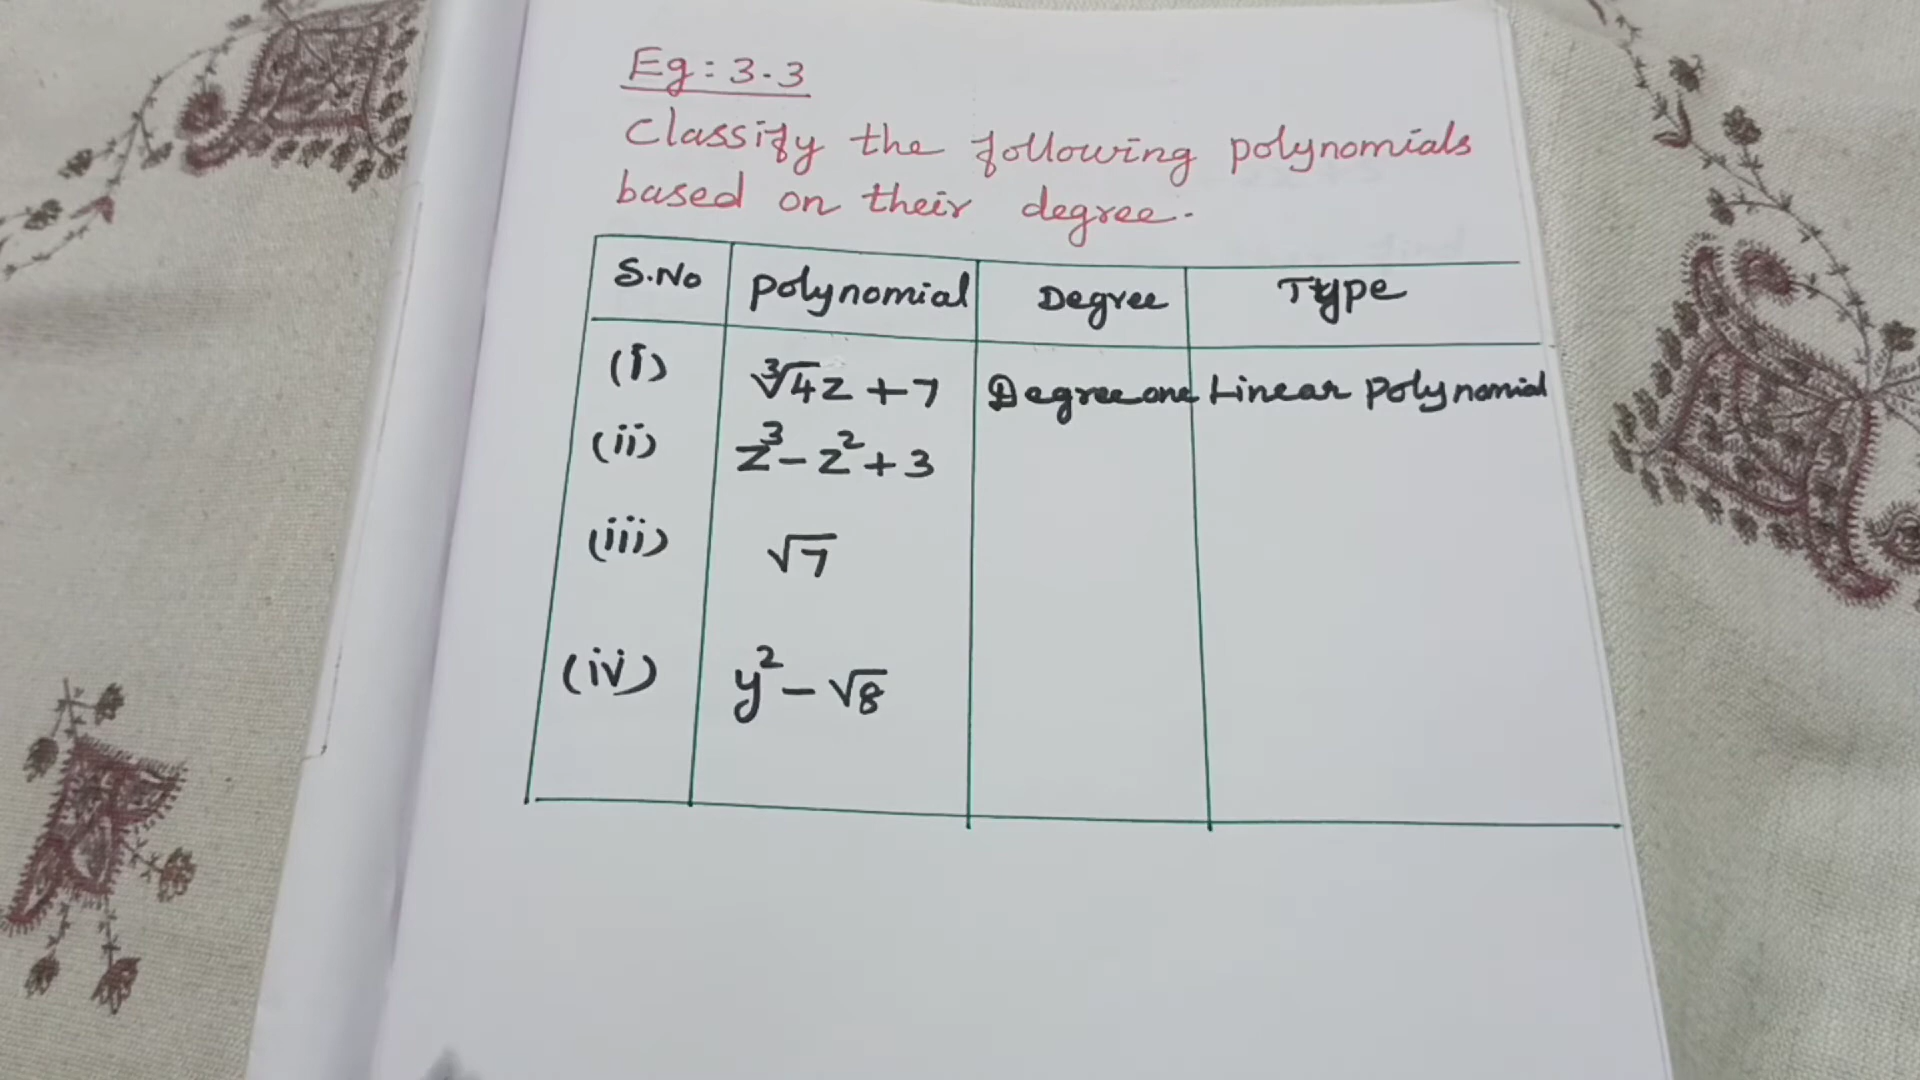 Eg: 3.3
Classify the following polynomials
based on their degree.
S.No polynomial Degree Type
(i) ∛4z + 7 Degree one Linear polynomial
(ii) z³ - z² + 3
(iii) √7
(iv) y² - √8